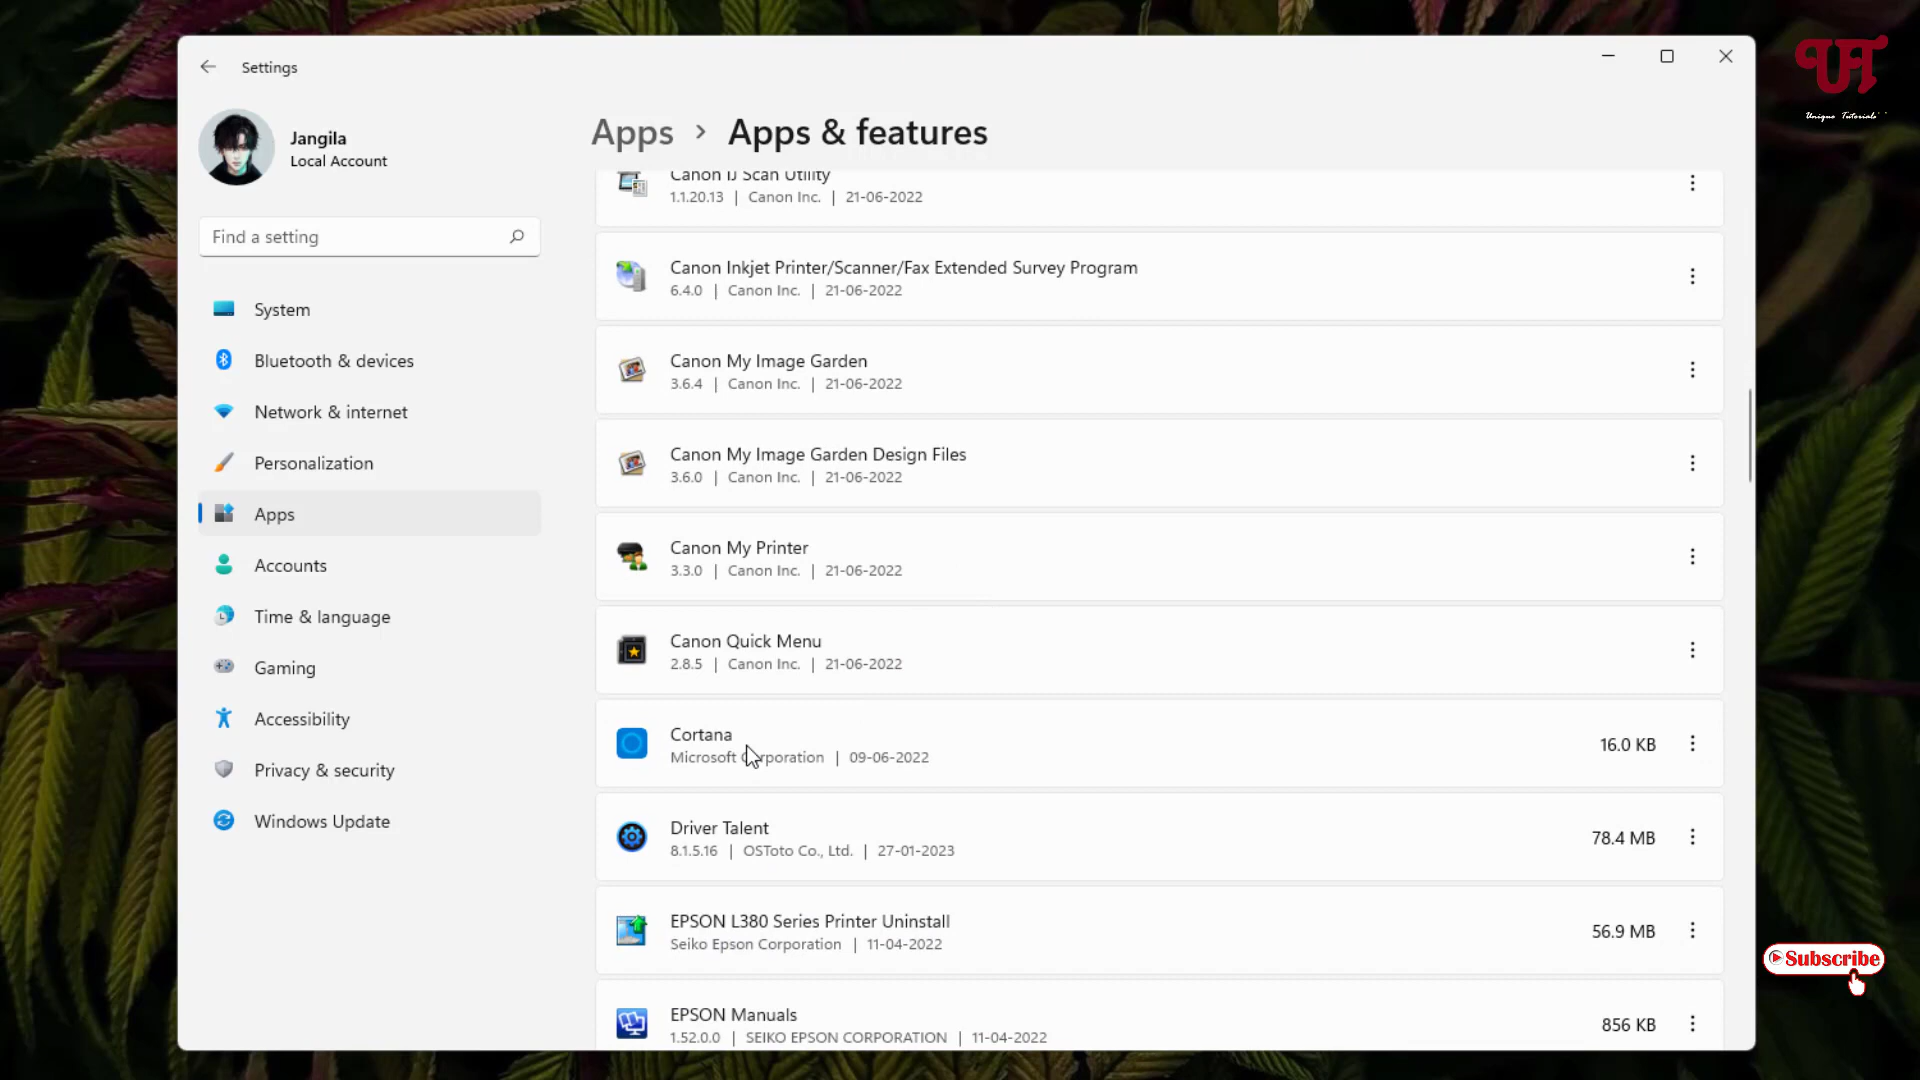 Settings
UT
Unique Tutorials
Jangila
Local Account
Find a setting
System
Bluetooth & devices
Network & internet
Personalization
Apps
Accounts
Time & language
Gaming
Accessibility
Privacy & security
Windows Update
Apps > Apps & features
Canon IJ Scan Utility
1.1.20.13 | Canon Inc. | 21-06-2022
Canon Inkjet Printer/Scanner/Fax Extended Survey Program
6.4.0 | Canon Inc. | 21-06-2022
Canon My Image Garden
3.6.4 | Canon Inc. | 21-06-2022
Canon My Image Garden Design Files
3.6.0 | Canon Inc. | 21-06-2022
Canon My Printer
3.3.0 | Canon Inc. | 21-06-2022
Canon Quick Menu
2.8.5 | Canon Inc. | 21-06-2022
Cortana
Microsoft Corporation | 09-06-2022
16.0 KB
Driver Talent
8.1.5.16 | OSToto Co., Ltd. | 27-01-2023
78.4 MB
EPSON L380 Series Printer Uninstall
Seiko Epson Corporation | 11-04-2022
56.9 MB
EPSON Manuals
1.52.0.0 | SEIKO EPSON CORPORATION | 11-04-2022
856 KB
Subscribe